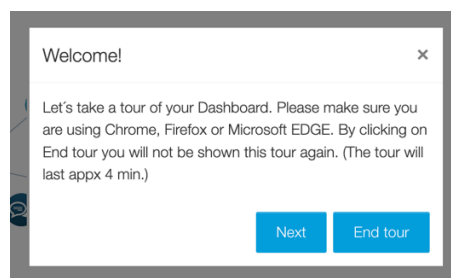 Welcome!
×
Let´s take a tour of your Dashboard. Please make sure you
are using Chrome, Firefox or Microsoft EDGE. By clicking on
End tour you will not be shown this tour again. (The tour will
last appx 4 min.)
Next
End tour